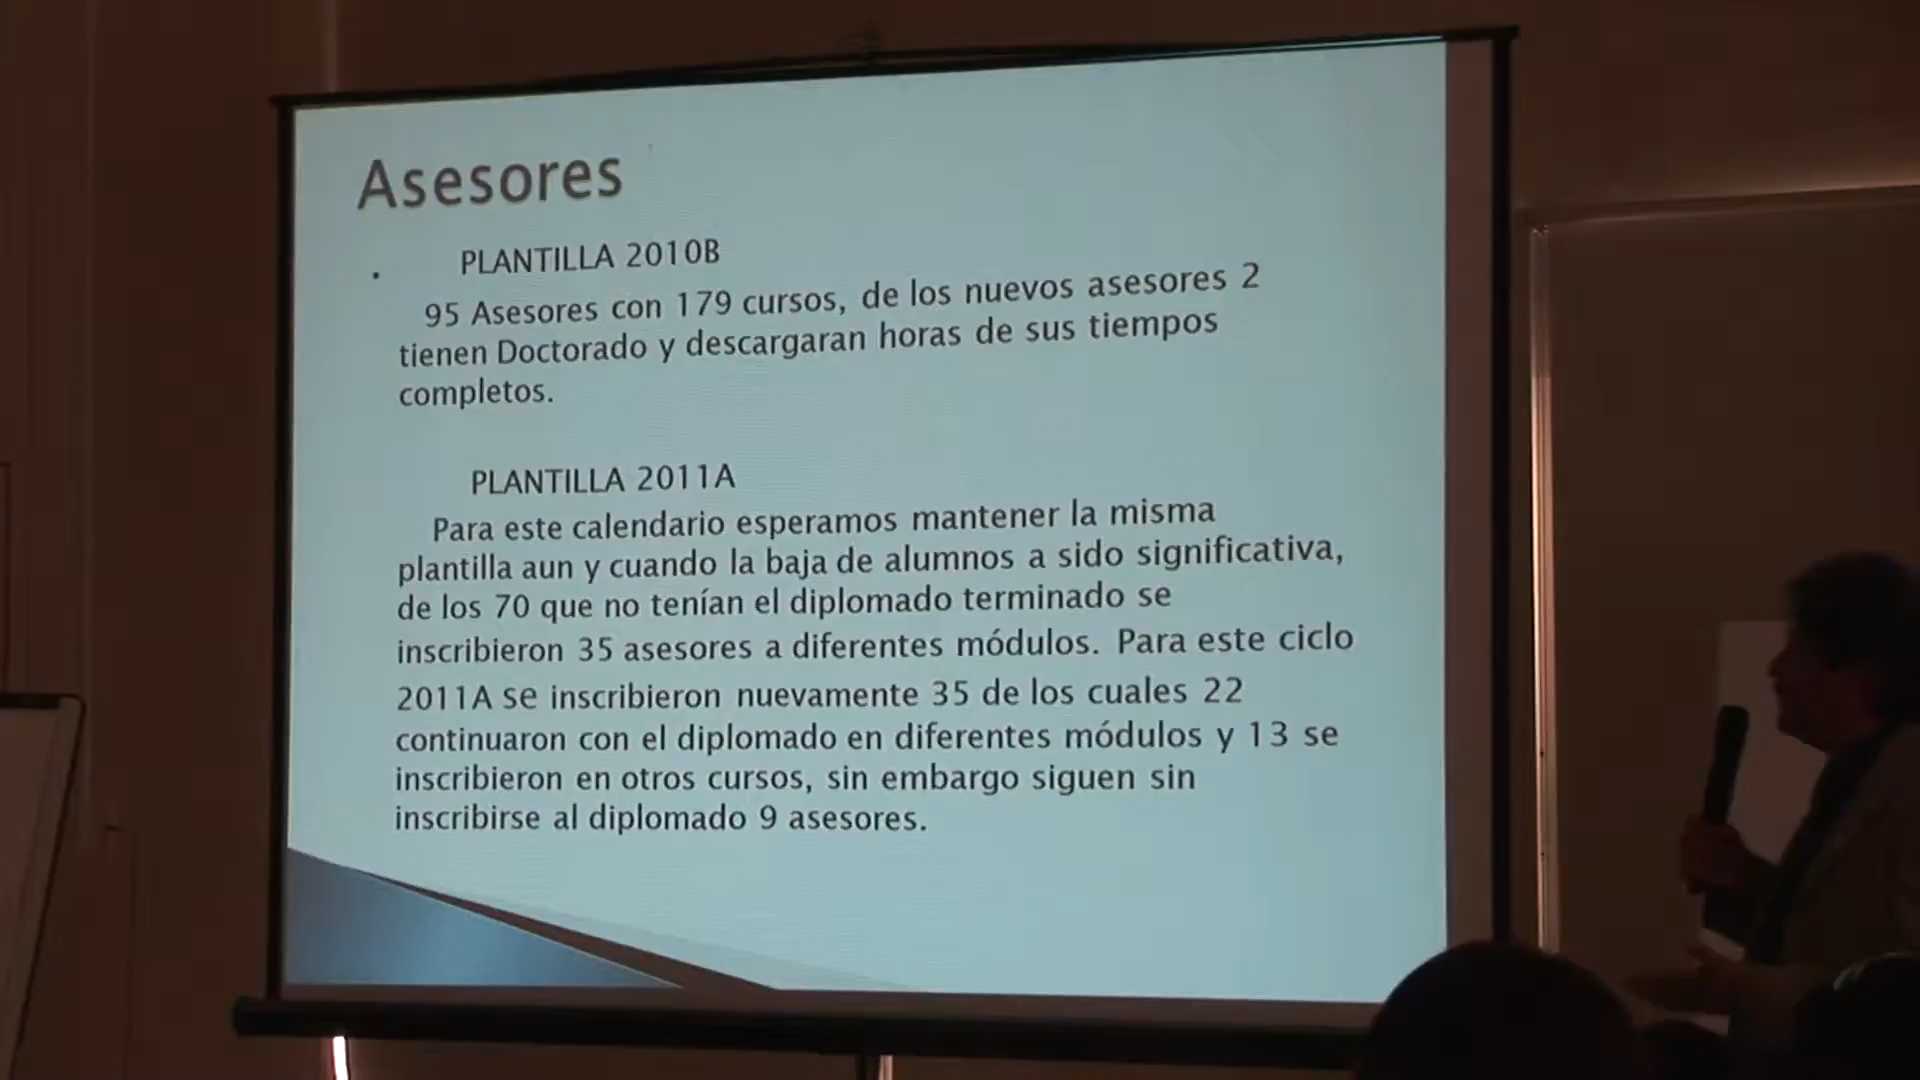 Asesores
PLANTILLA 2010B
95 Asesores con 179 cursos, de los nuevos asesores 2
tienen Doctorado y descargaran horas de sus tiempos
completos.
PLANTILLA 2011A
Para este calendario esperamos mantener la misma
plantilla aun y cuando la baja de alumnos a sido significativa,
de los 70 que no tenían el diplomado terminado se
inscribieron 35 asesores a diferentes módulos. Para este ciclo
2011A se inscribieron nuevamente 35 de los cuales 22
continuaron con el diplomado en diferentes módulos y 13 se
inscribieron en otros cursos, sin embargo siguen sin
inscribirse al diplomado 9 asesores.